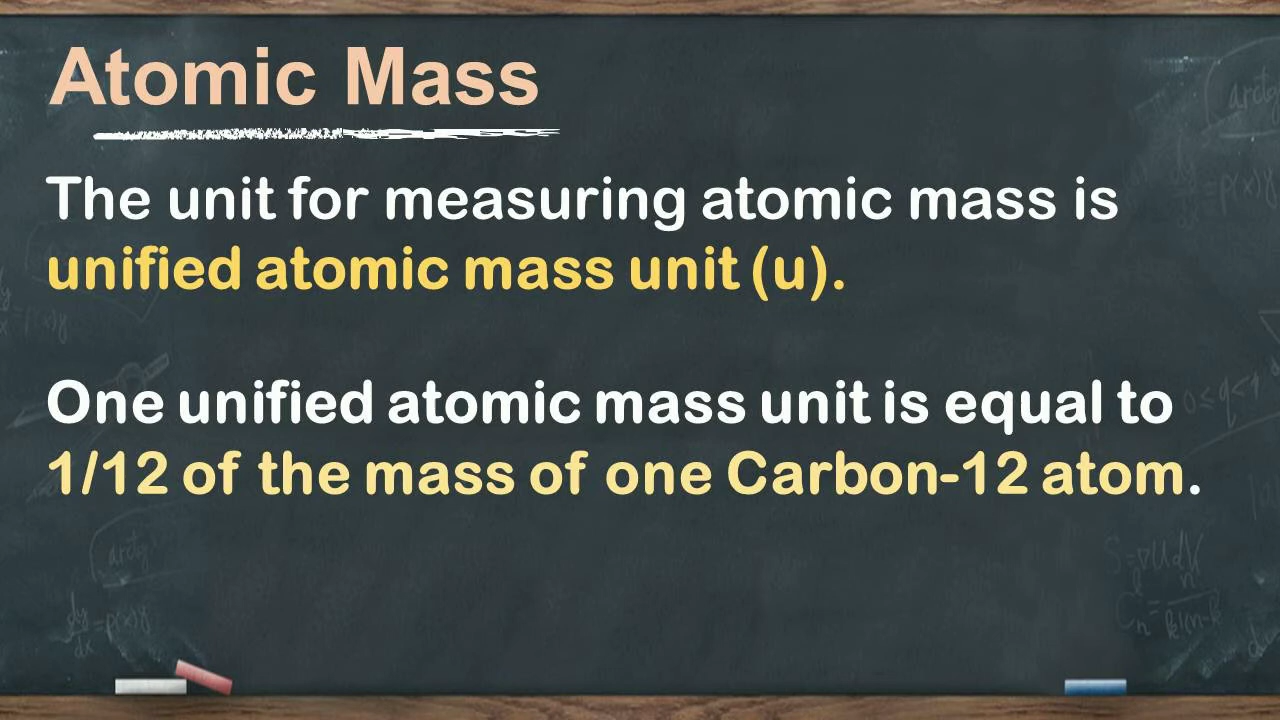 Atomic Mass
The unit for measuring atomic mass is
unified atomic mass unit (u).
One unified atomic mass unit is equal to
1/12 of the mass of one Carbon-12 atom.